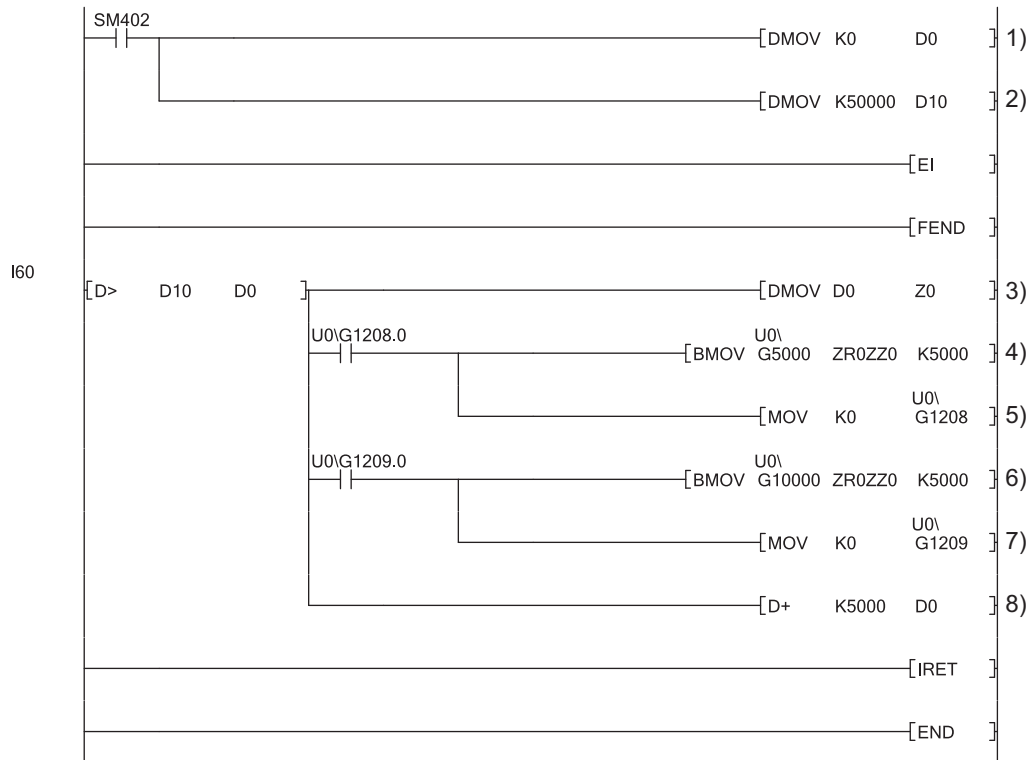 SM402
[DMOV K0 D0 ] 1)
[DMOV K50000 D10 ] 2)
[EI ]
[FEND ]
I60
[D> D10 D0 ]
[DMOV D0 Z0 ] 3)
U0\G1208.0
U0\
[BMOV G5000 ZR0ZZ0 K5000 ] 4)
U0\
[MOV K0 G1208 ] 5)
U0\G1209.0
U0\
[BMOV G10000 ZR0ZZ0 K5000 ] 6)
U0\
[MOV K0 G1209 ] 7)
[D+ K5000 D0 ] 8)
[IRET ]
[END ]